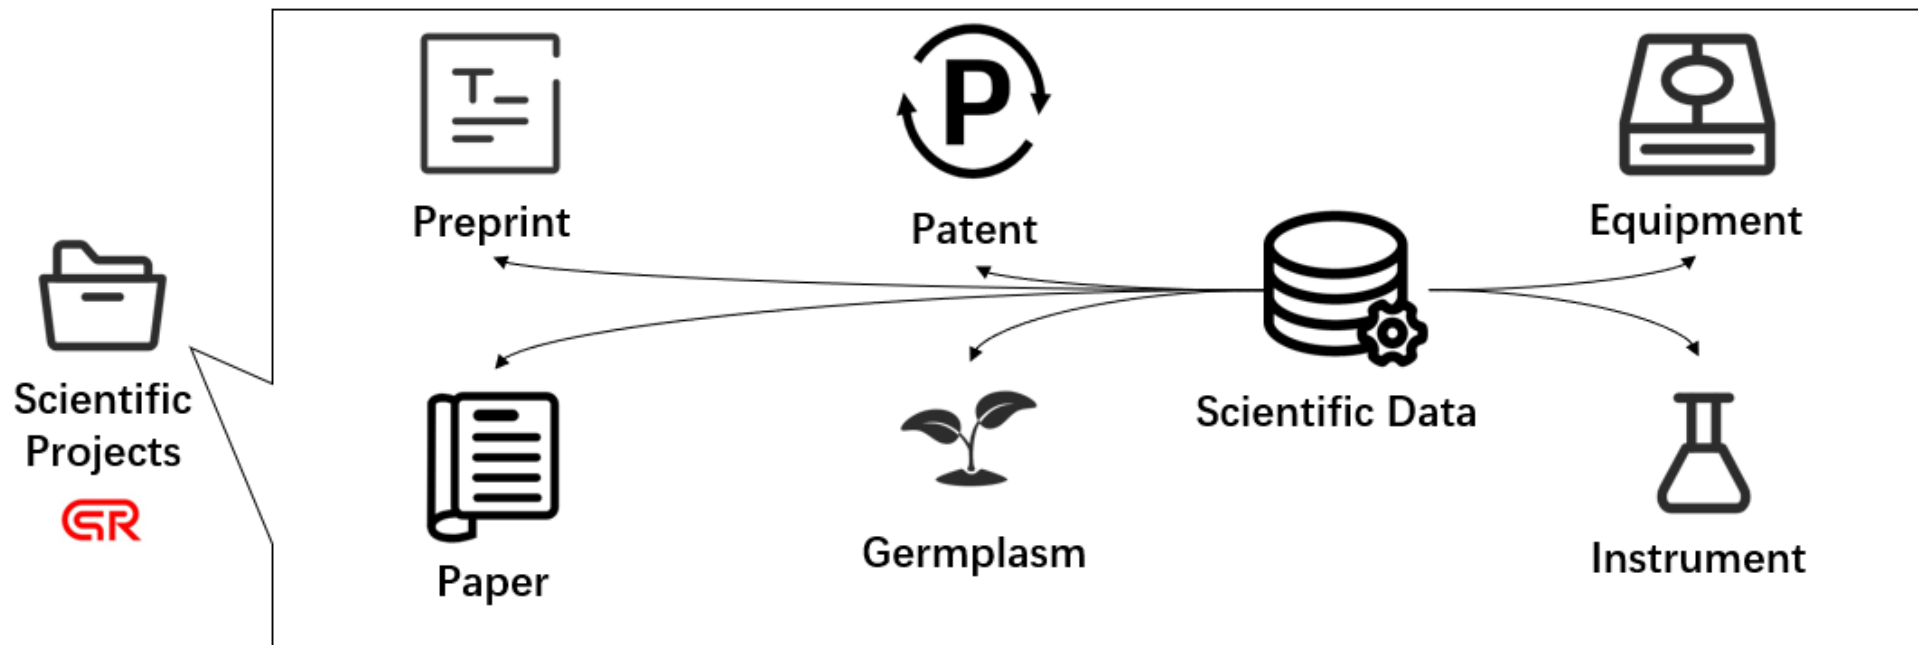 Preprint
P
Patent
Equipment
Scientific
Projects
Scientific Data
Paper
Germplasm
Instrument